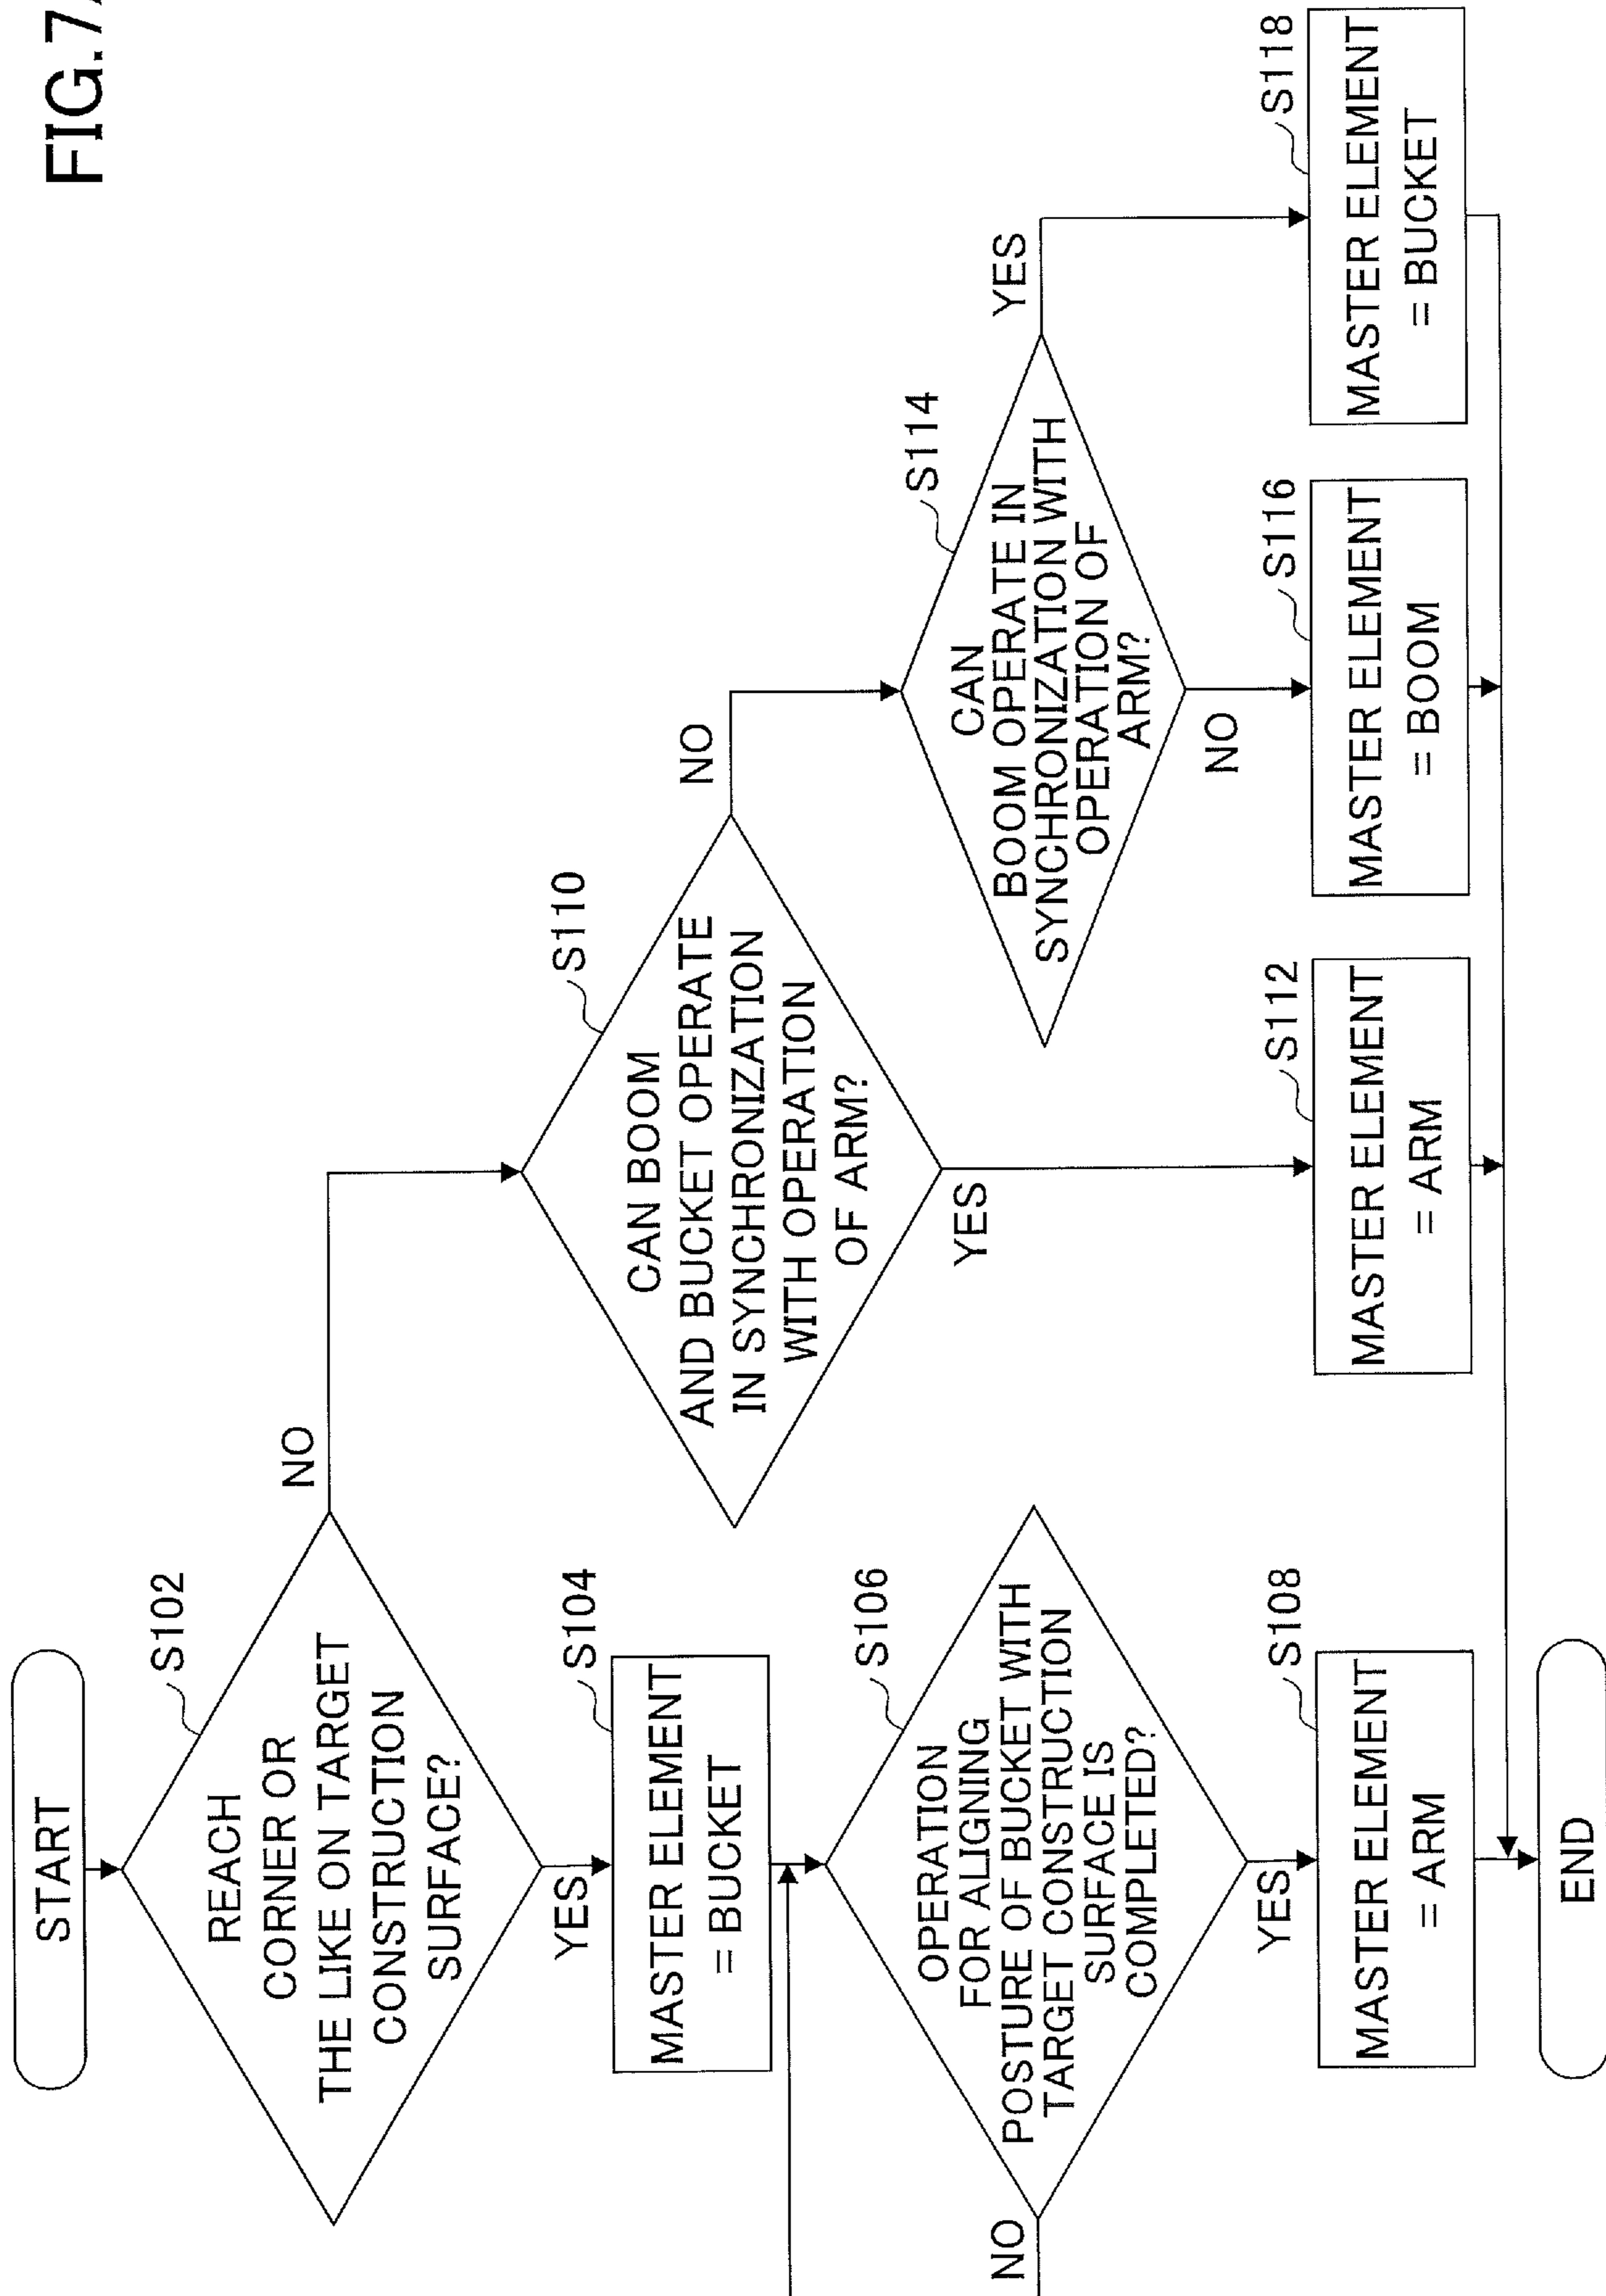 FIG.7A
START
S102
REACH
CORNER OR
THE LIKE ON TARGET
CONSTRUCTION
SURFACE?
NO
YES
S104
MASTER ELEMENT
= BUCKET
S106
OPERATION
FOR ALIGNING
POSTURE OF BUCKET WITH
TARGET CONSTRUCTION
SURFACE IS
COMPLETED?
NO
YES
S108
MASTER ELEMENT
= ARM
S110
CAN BOOM
AND BUCKET OPERATE
IN SYNCHRONIZATION
WITH OPERATION
OF ARM?
NO
YES
S112
MASTER ELEMENT
= ARM
S114
CAN
BOOM OPERATE IN
SYNCHRONIZATION WITH
OPERATION OF
ARM?
YES
NO
S116
MASTER ELEMENT
= BOOM
S118
MASTER ELEMENT
= BUCKET
END